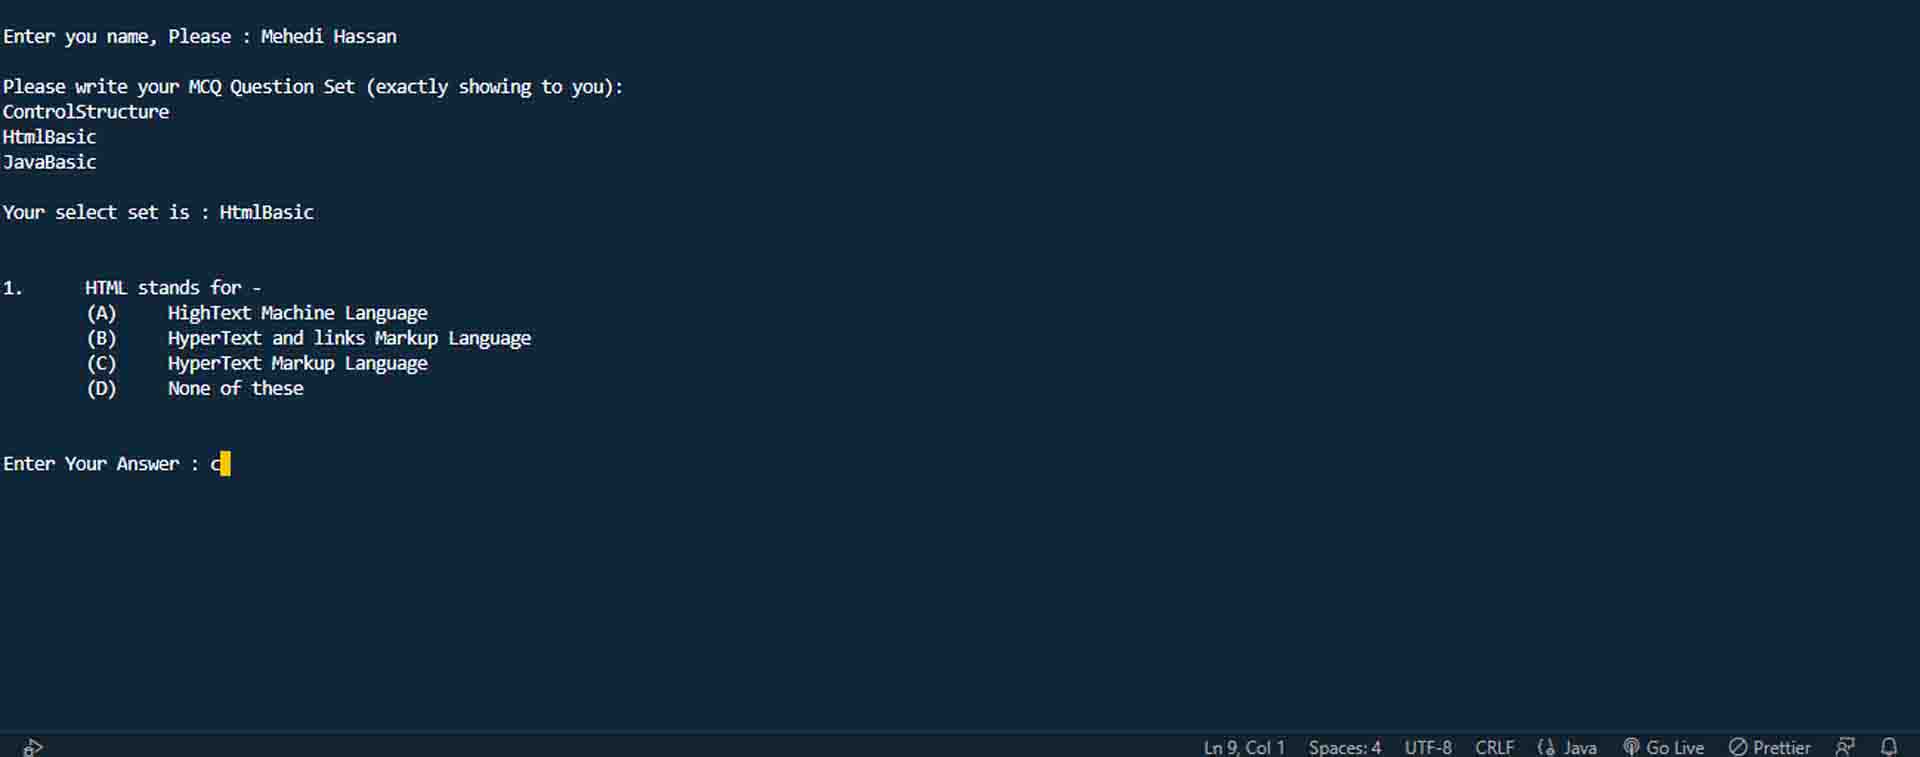 Enter you name, Please : Mehedi Hassan
Please write your MCQ Question Set (exactly showing to you):
ControlStructure
HtmlBasic
JavaBasic
Your select set is : HtmlBasic
1. HTML stands for -
(A) HighText Machine Language
(B) HyperText and links Markup Language
(C) HyperText Markup Language
(D) None of these
Enter Your Answer : c
Ln 9, Col 1 Spaces: 4 UTF-8 CRLF Java Go Live Prettier